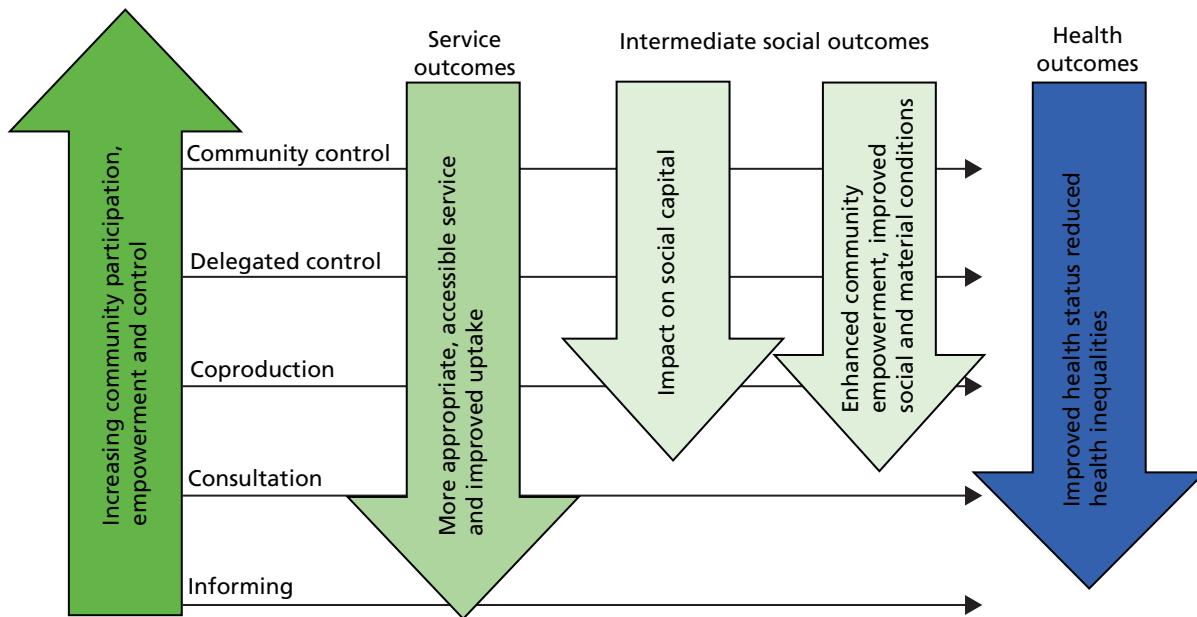 Service
outcomes
Intermediate social outcomes
Health
outcomes
Increasing community participation,
empowerment and control
Community control
Delegated control
Coproduction
Consultation
Informing
More appropriate, accessible service
and improved uptake
Impact on social capital
Enhanced community
empowerment, improved
social and material conditions
Improved health status reduced
health inequalities